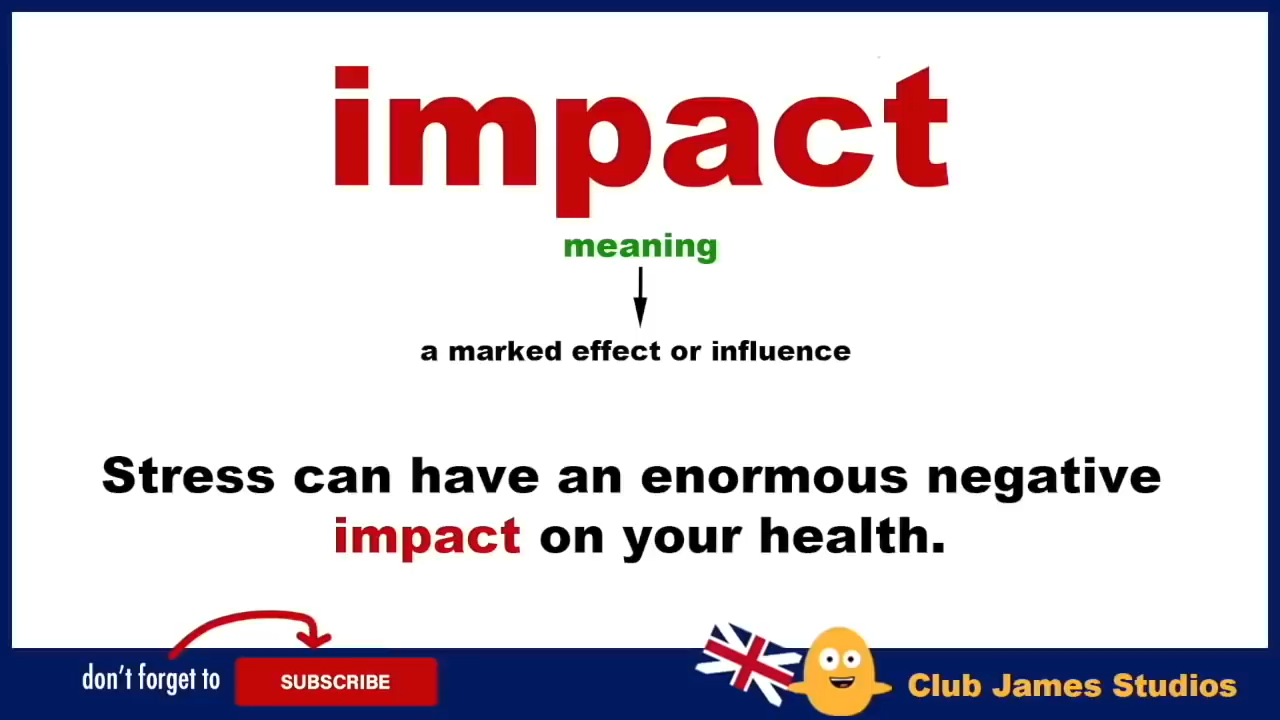 impact
meaning
a marked effect or influence
Stress can have an enormous negative
impact on your health.
don't forget to
SUBSCRIBE
Club James Studios